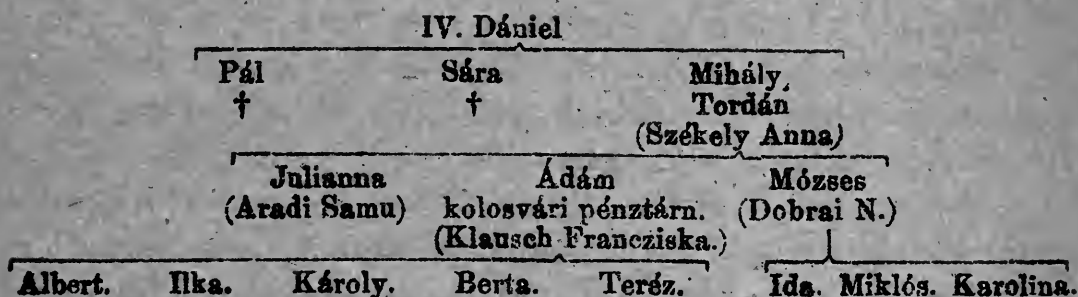 IV. Dániel
Pál Sára Mihály,
† † Tordán
(Székely Anna)
Julianna Ádám Mózses
(Aradi Samu) kolosvári pénztárn. (Dobrai N.)
(Klausch Francziska.)
Albert. Ilka. Károly. Berta. Teréz. Ida. Miklós. Karolina.